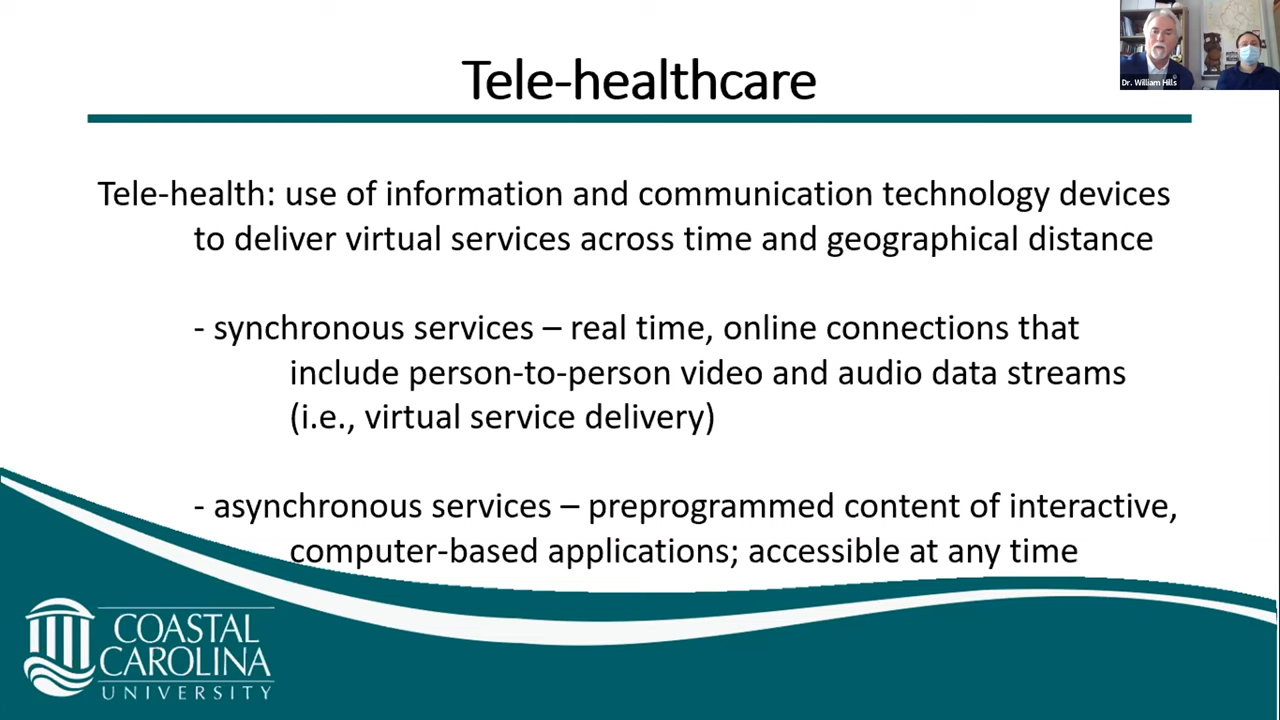 Tele-healthcare
Dr. William Hills
Tele-health: use of information and communication technology devices
to deliver virtual services across time and geographical distance
- synchronous services – real time, online connections that
include person-to-person video and audio data streams
(i.e., virtual service delivery)
- asynchronous services – preprogrammed content of interactive,
computer-based applications; accessible at any time
COASTAL
CAROLINA
UNIVERSITY